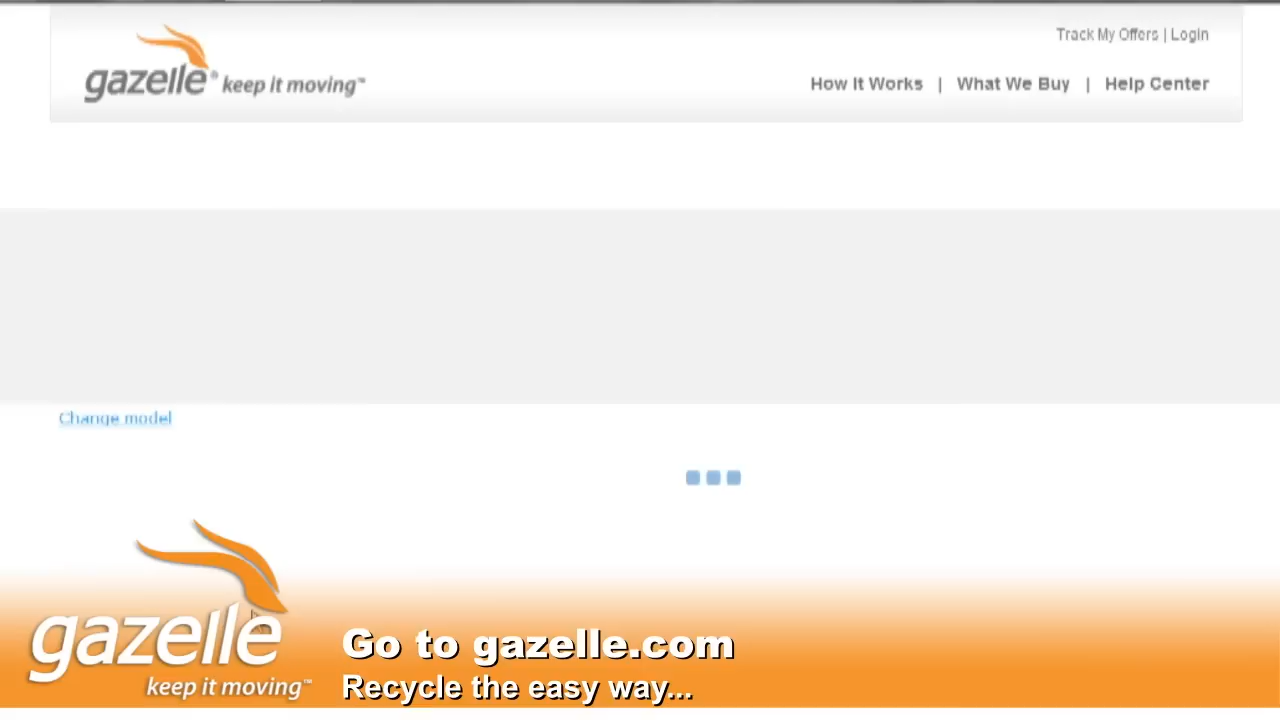 Track My Offers | Login
gazelle® keep it moving™
How It Works | What We Buy | Help Center
Change model
gazelle
keep it moving™
Go to gazelle.com
Recycle the easy way...